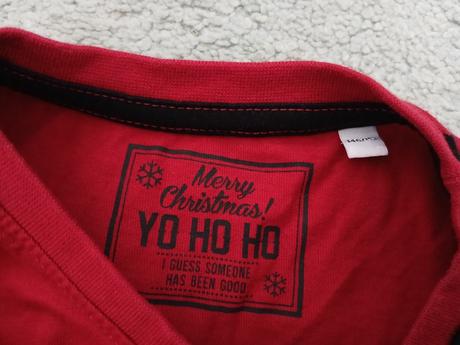 Merry
Christmas!
YO HO HO
I GUESS SOMEONE
HAS BEEN GOOD